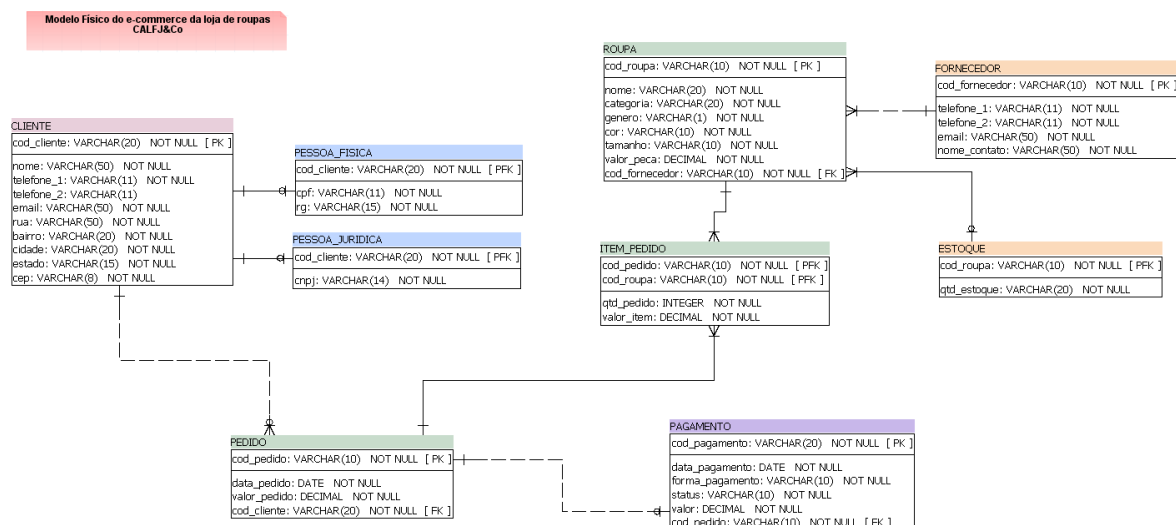 Modelo Físico do e-commerce da loja de roupas
CALFJ&Co
ROUPA
cod_roupa: VARCHAR(10) NOT NULL [ PK ]
nome: VARCHAR(20) NOT NULL
categoria: VARCHAR(20) NOT NULL
genero: VARCHAR(1) NOT NULL
cor: VARCHAR(10) NOT NULL
tamanho: VARCHAR(10) NOT NULL
valor_peca: DECIMAL NOT NULL
cod_fornecedor: VARCHAR(10) NOT NULL [ FK ]
FORNECEDOR
cod_fornecedor: VARCHAR(10) NOT NULL [ PK ]
telefone_1: VARCHAR(11) NOT NULL
telefone_2: VARCHAR(11) NOT NULL
email: VARCHAR(50) NOT NULL
nome_contato: VARCHAR(50) NOT NULL
CLIENTE
cod_cliente: VARCHAR(20) NOT NULL [ PK ]
nome: VARCHAR(50) NOT NULL
telefone_1: VARCHAR(11) NOT NULL
telefone_2: VARCHAR(11)
email: VARCHAR(50) NOT NULL
rua: VARCHAR(50) NOT NULL
bairro: VARCHAR(20) NOT NULL
cidade: VARCHAR(20) NOT NULL
estado: VARCHAR(15) NOT NULL
cep: VARCHAR(8) NOT NULL
PESSOA_FISICA
cod_cliente: VARCHAR(20) NOT NULL [ PFK ]
cpf: VARCHAR(11) NOT NULL
rg: VARCHAR(15) NOT NULL
PESSOA_JURIDICA
cod_cliente: VARCHAR(20) NOT NULL [ PFK ]
cnpj: VARCHAR(14) NOT NULL
ITEM_PEDIDO
cod_pedido: VARCHAR(10) NOT NULL [ PFK ]
cod_roupa: VARCHAR(10) NOT NULL [ PFK ]
qtd_pedido: INTEGER NOT NULL
valor_item: DECIMAL NOT NULL
ESTOQUE
cod_roupa: VARCHAR(10) NOT NULL [ PFK ]
qtd_estoque: VARCHAR(20) NOT NULL
PEDIDO
cod_pedido: VARCHAR(10) NOT NULL [ PK ]
data_pedido: DATE NOT NULL
valor_pedido: DECIMAL NOT NULL
cod_cliente: VARCHAR(20) NOT NULL [ FK ]
PAGAMENTO
cod_pagamento: VARCHAR(20) NOT NULL [ PK ]
data_pagamento: DATE NOT NULL
forma_pagamento: VARCHAR(10) NOT NULL
status: VARCHAR(10) NOT NULL
valor: DECIMAL NOT NULL
cod_pedido: VARCHAR(10) NOT NULL [ FK ]